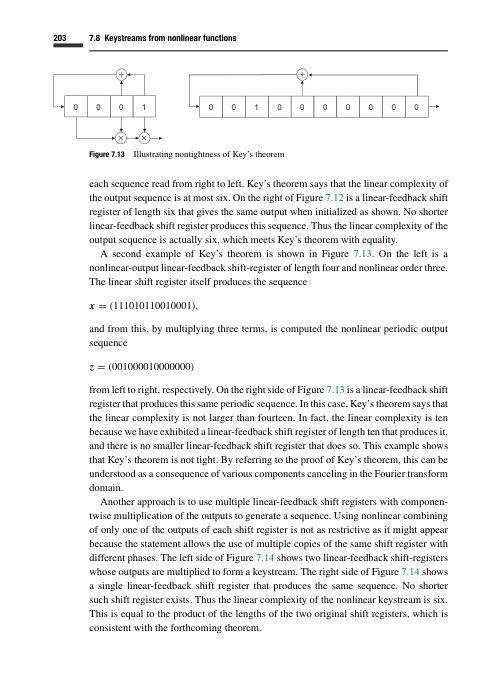 203 7.8 Keystreams from nonlinear functions
+
+
0 0 0 1
0 0 1 0 0 0 0 0 0 0
× ×
Figure 7.13 Illustrating nontightness of Key's theorem
each sequence read from right to left. Key's theorem says that the linear complexity of
the output sequence is at most six. On the right of Figure 7.12 is a linear-feedback shift
register of length six that gives the same output when initialized as shown. No shorter
linear-feedback shift register produces this sequence. Thus the linear complexity of the
output sequence is actually six, which meets Key's theorem with equality.
A second example of Key's theorem is shown in Figure 7.13. On the left is a
nonlinear-output linear-feedback shift-register of length four and nonlinear order three.
The linear shift register itself produces the sequence
x = (111010110010001),
and from this, by multiplying three terms, is computed the nonlinear periodic output
sequence
z = (001000010000000)
from left to right, respectively. On the right side of Figure 7.13 is a linear-feedback shift
register that produces this same periodic sequence. In this case, Key's theorem says that
the linear complexity is not larger than fourteen. In fact, the linear complexity is ten
because we have exhibited a linear-feedback shift register of length ten that produces it,
and there is no smaller linear-feedback shift register that does so. This example shows
that Key's theorem is not tight. By referring to the proof of Key's theorem, this can be
understood as a consequence of various components canceling in the Fourier transform
domain.
Another approach is to use multiple linear-feedback shift registers with componen-
twise multiplication of the outputs to generate a sequence. Using nonlinear combining
of only one of the outputs of each shift register is not as restrictive as it might appear
because the statement allows the use of multiple copies of the same shift register with
different phases. The left side of Figure 7.14 shows two linear-feedback shift-registers
whose outputs are multiplied to form a keystream. The right side of Figure 7.14 shows
a single linear-feedback shift register that produces the same sequence. No shorter
such shift register exists. Thus the linear complexity of the nonlinear keystream is six.
This is equal to the product of the lengths of the two original shift registers, which is
consistent with the forthcoming theorem.